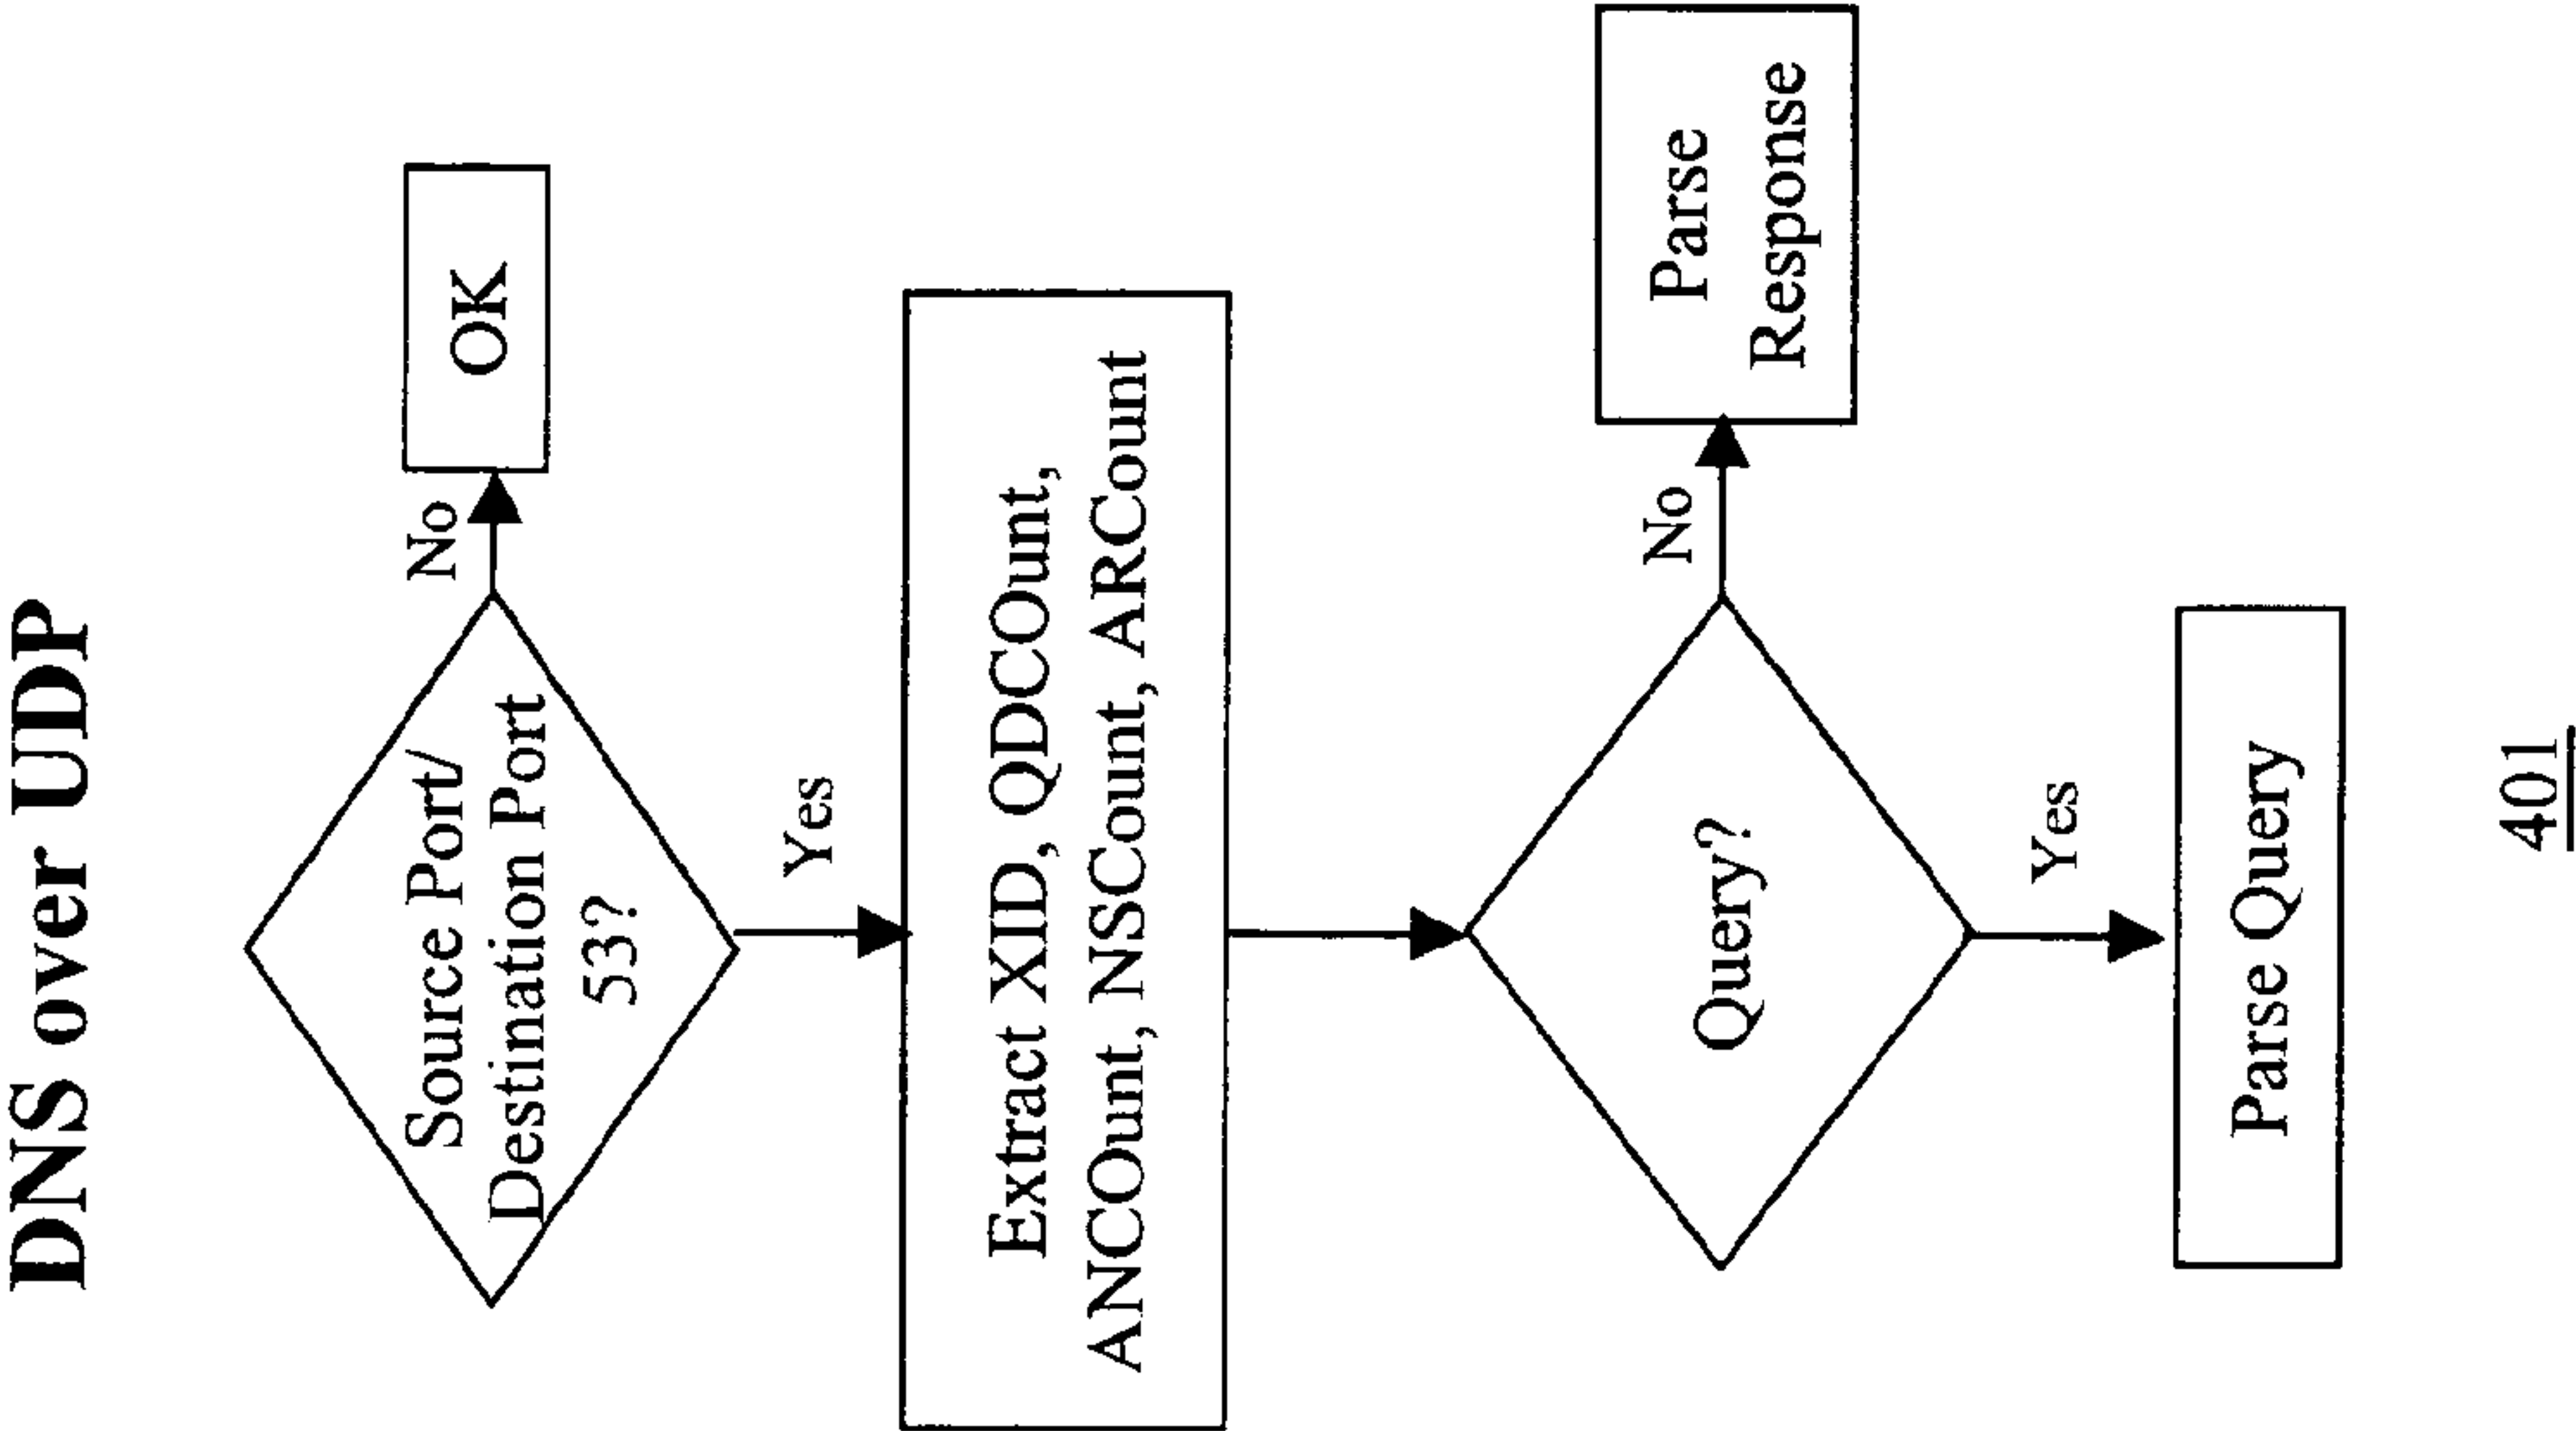 DNS over UDP
Source Port/
Destination Port
53?
No
OK
Yes
Extract XID, QDCOunt,
ANCOunt, NSCount, ARCount
Query?
No
Parse
Response
Yes
Parse Query
401